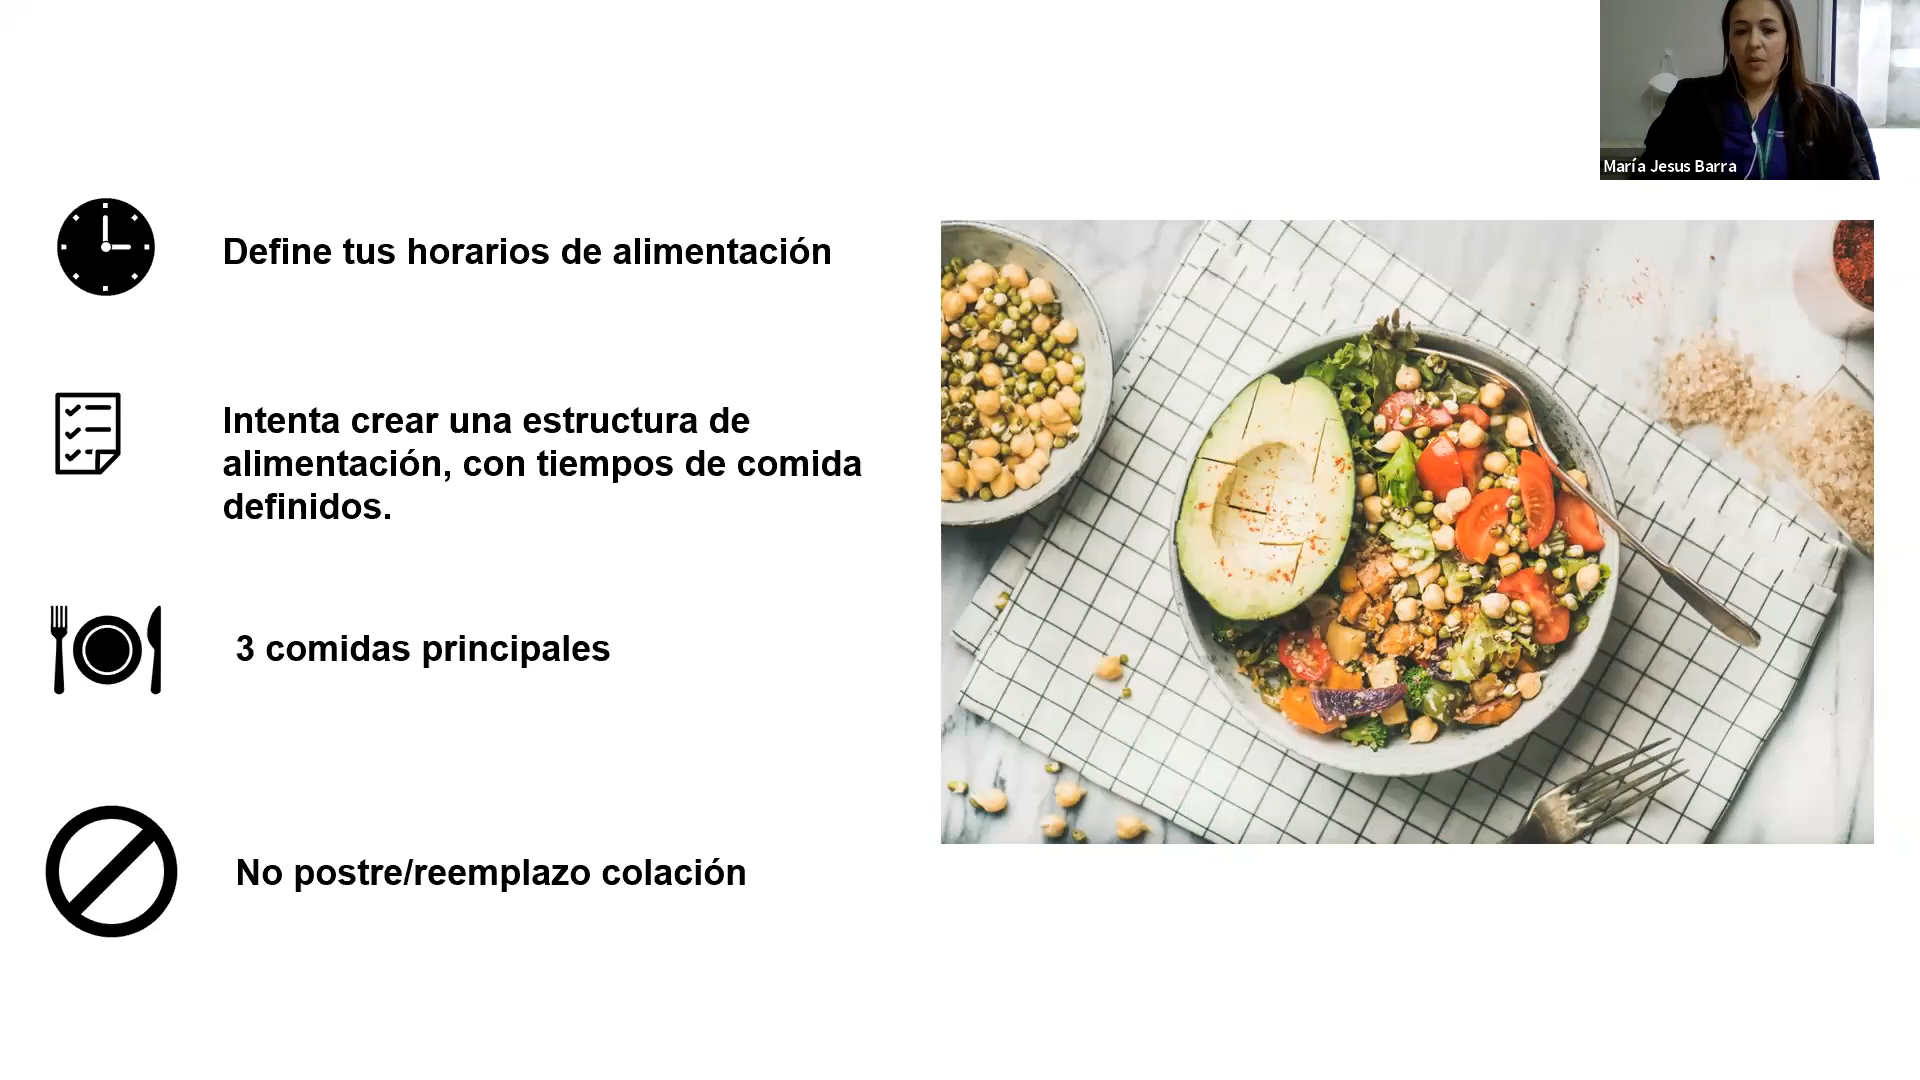 María Jesus Barra
Define tus horarios de alimentación
Intenta crear una estructura de
alimentación, con tiempos de comida
definidos.
3 comidas principales
No postre/reemplazo colación